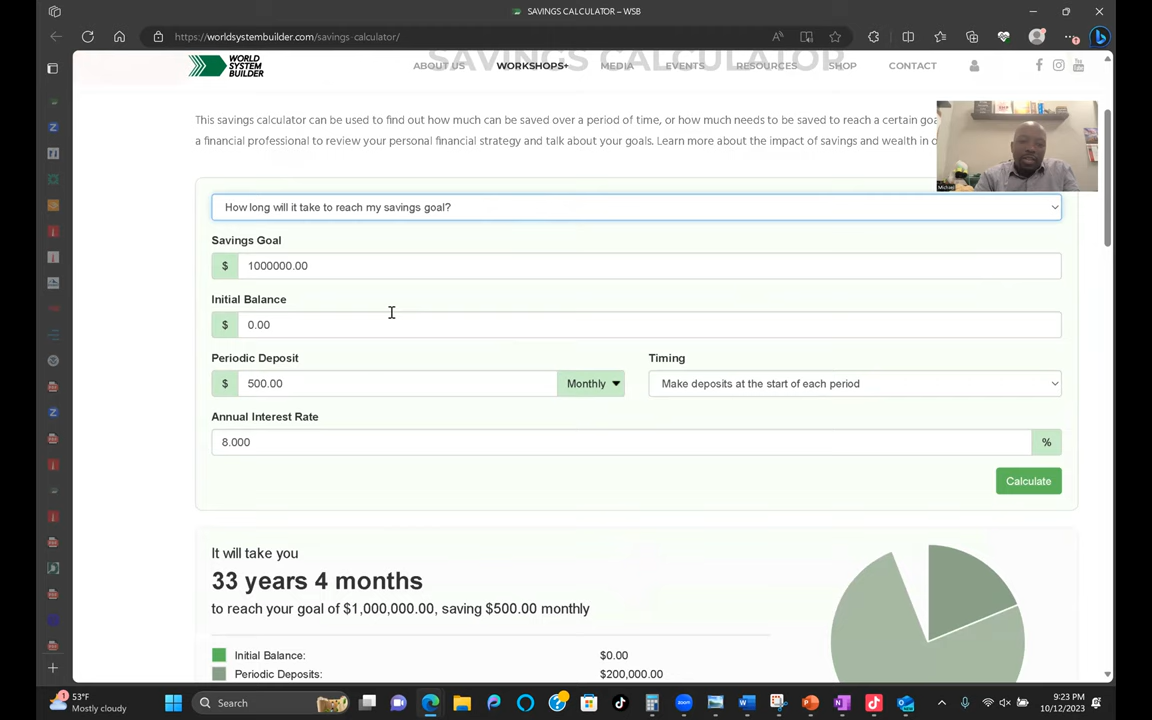 SAVINGS CALCULATOR – WSB
https://worldsystembuilder.com/savings-calculator/
SAVINGS CALCULATOR
WORLD
SYSTEM
BUILDER
ABOUT US WORKSHOPS+ MEDIA EVENTS RESOURCES SHOP CONTACT
This savings calculator can be used to find out how much can be saved over a period of time, or how much needs to be saved to reach a certain
a financial professional to review your personal financial strategy and talk about your goals. Learn more about the impact of savings and wealth in
Michael
How long will it take to reach my savings goal?
Savings Goal
$ 1000000.00
Initial Balance
$ 0.00
Periodic Deposit Timing
$ 500.00 Monthly Make deposits at the start of each period
Annual Interest Rate
8.000 %
Calculate
It will take you
33 years 4 months
to reach your goal of $1,000,000.00, saving $500.00 monthly
Initial Balance: $0.00
Periodic Deposits: $200,000.00
53°F
Mostly cloudy
Search
9:23 PM
10/12/2023